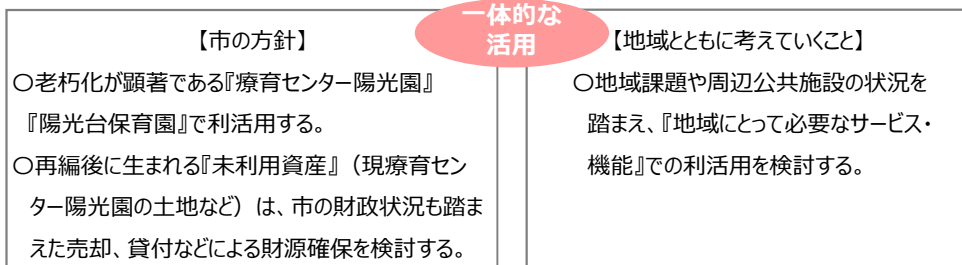 一体的な
活用
【市の方針】
〇老朽化が顕著である『療育センター陽光園』
『陽光台保育園』で利活用する。
〇再編後に生まれる『未利用資産』（現療育セン
ター陽光園の土地など）は、市の財政状況も踏ま
えた売却、貸付などによる財源確保を検討する。
【地域とともに考えていくこと】
〇地域課題や周辺公共施設の状況を
踏まえ、『地域にとって必要なサービス・
機能』での利活用を検討する。